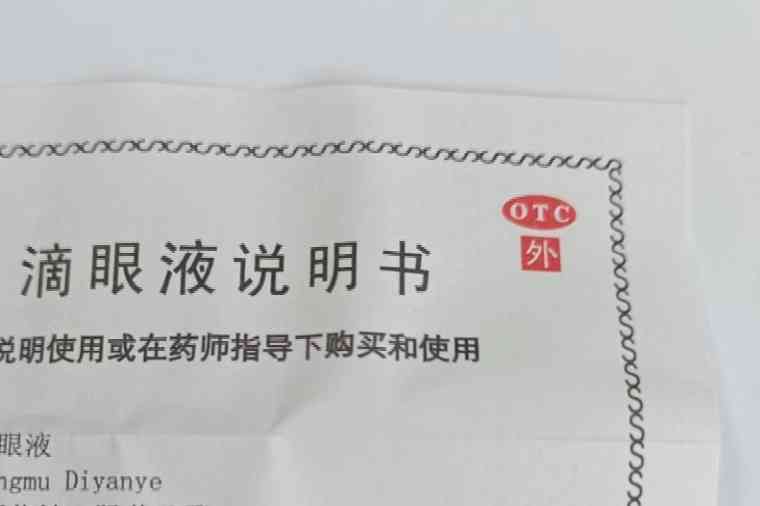 OTC
外
滴眼液说明书
说明使用或在药师指导下购买和使用
眼液
ngmu Diyanye